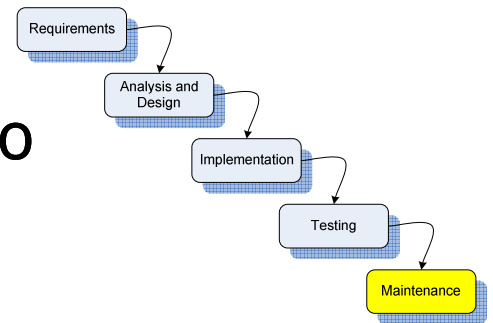 Requirements
Analysis and
Design
o
Implementation
Testing
Maintenance